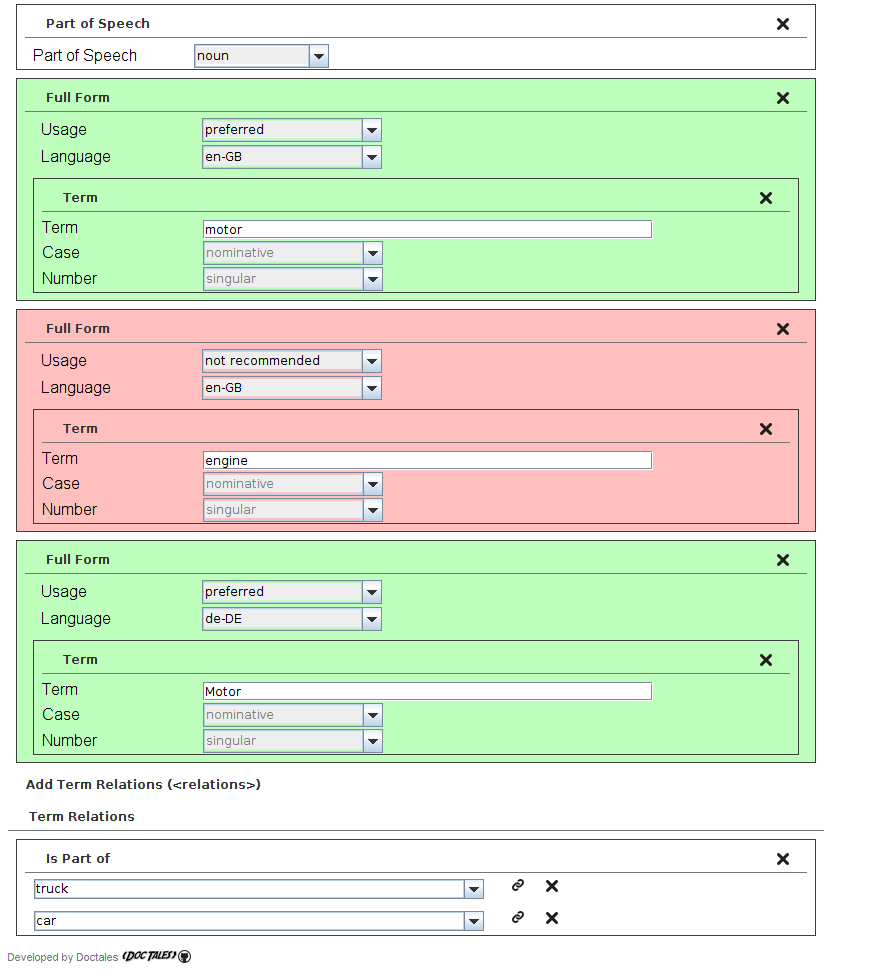 Part of Speech
Part of Speech noun
Full Form
Usage preferred
Language en-GB
Term
Term motor
Case nominative
Number singular
Full Form
Usage not recommended
Language en-GB
Term
Term engine
Case nominative
Number singular
Full Form
Usage preferred
Language de-DE
Term
Term Motor
Case nominative
Number singular
Add Term Relations (<relations>)
Term Relations
Is Part of
truck
car
Developed by Doctales (DOCTALES)